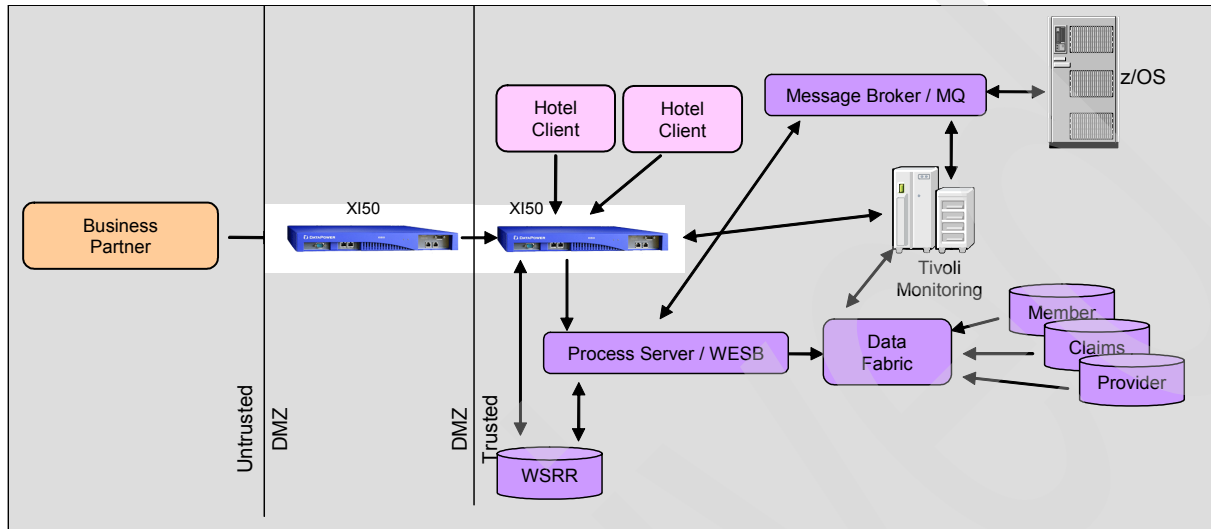 Hotel
Client
Hotel
Client
Message Broker / MQ
z/OS
Business
Partner
XI50
XI50
Tivoli
Monitoring
Process Server / WESB
Data
Fabric
Member
Claims
Provider
Untrusted
DMZ
DMZ
Trusted
WSRR